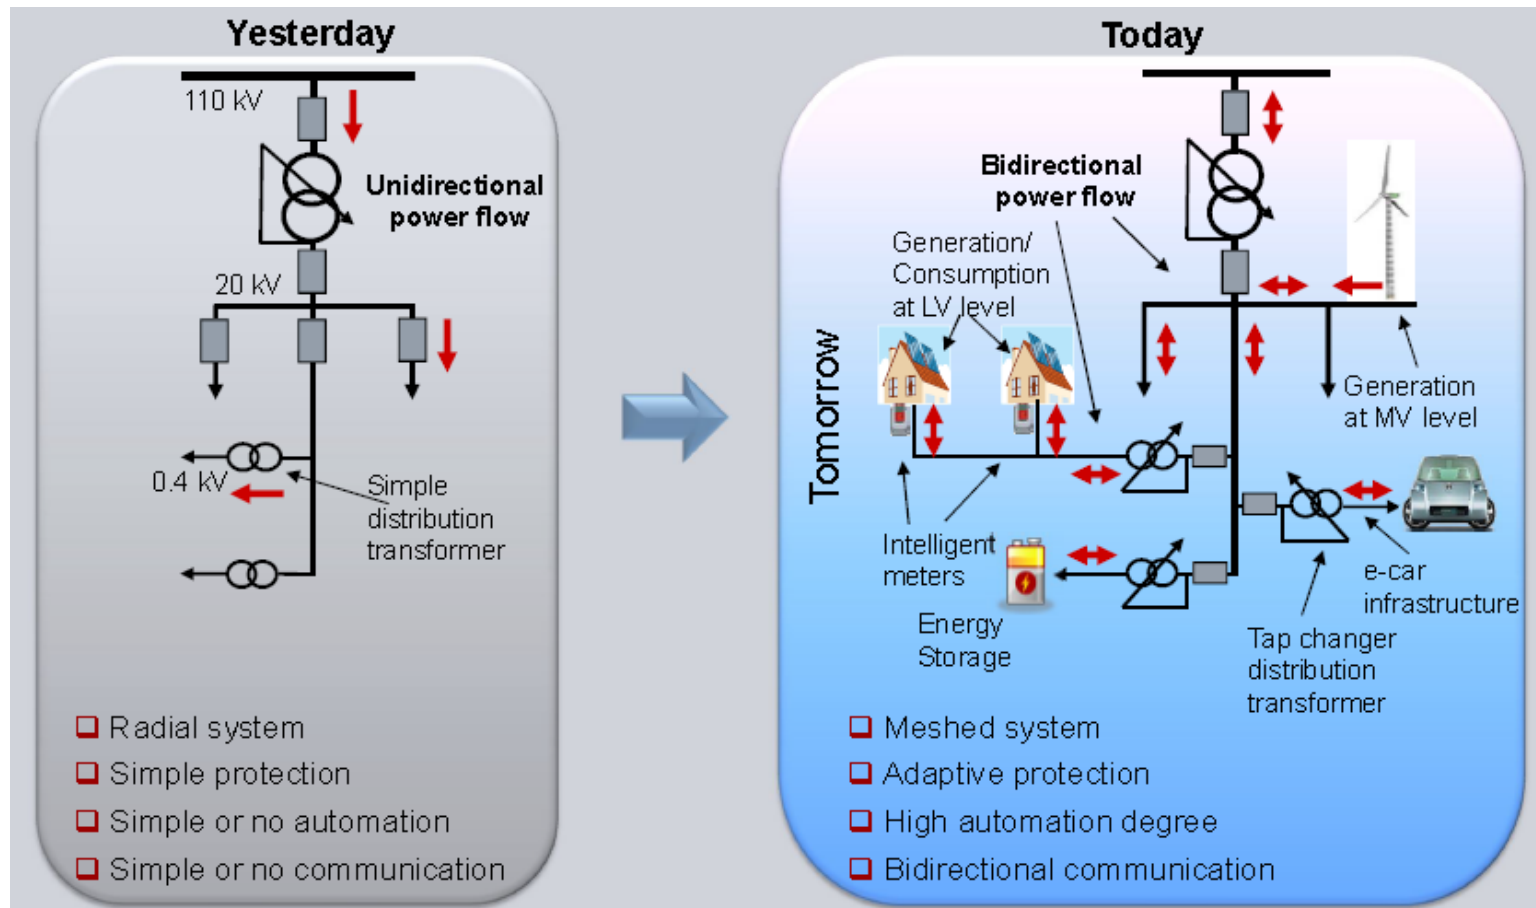 Yesterday
110 kV
Unidirectional
power flow
20 kV
0.4 kV
Simple
distribution
transformer
Radial system
Simple protection
Simple or no automation
Simple or no communication
Today
Bidirectional
power flow
Generation/
Consumption
at LV level
Tomorrow
Generation
at MV level
Intelligent
meters
Energy
Storage
e-car
infrastructure
Tap changer
distribution
transformer
Meshed system
Adaptive protection
High automation degree
Bidirectional communication